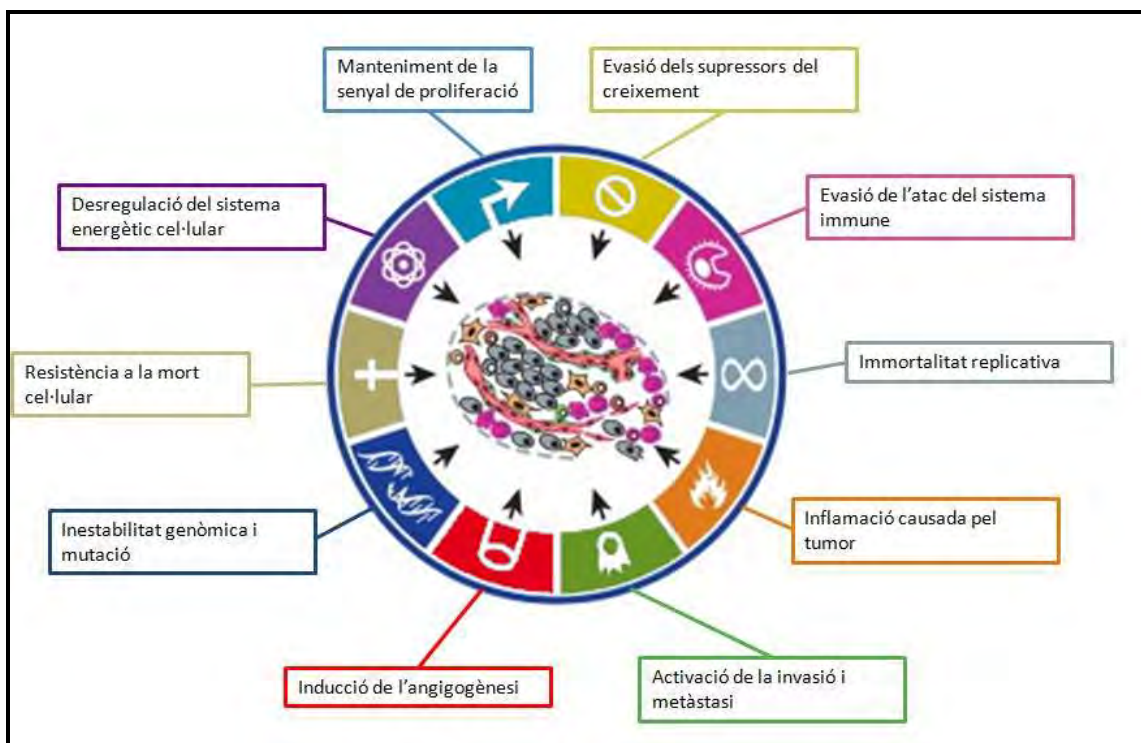 Manteniment de la
senyal de proliferació
Evasió dels supressors del
creixement
Desregulació del sistema
energètic cel·lular
Evasió de l'atac del sistema
immune
Resistència a la mort
cel·lular
Immortalitat replicativa
Inestabilitat genòmica i
mutació
Inflamació causada pel
tumor
Inducció de l'angigogènesi
Activació de la invasió i
metàstasi